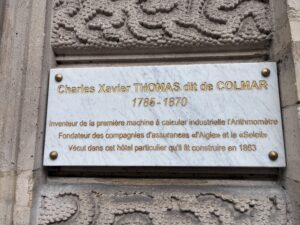 Charles Xavier THOMAS dit de COLMAR
1785-1870
Inventeur de la première machine à calculer industrielle l'Arithmomètre
Fondateur des compagnies d'assurances «l'Aigle» et le «Soleil»
Vécut dans cet hôtel particulier qu'il fit construire en 1863